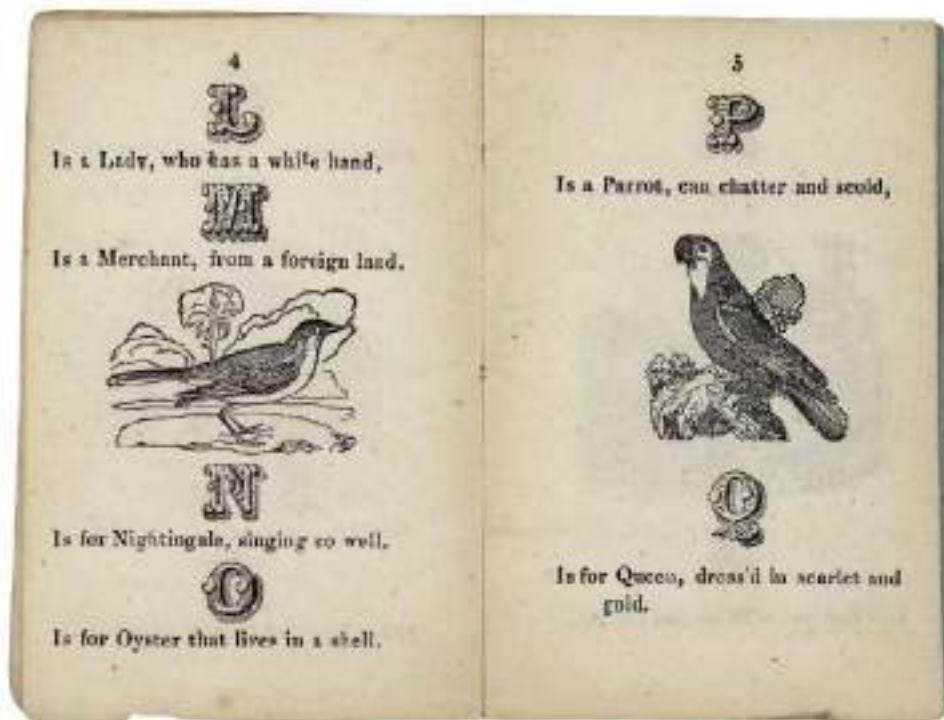 4
L
Is a Lady, who has a white hand,
M
Is a Merchant, from a foreign land.
N
Is for Nightingale, singing so well.
O
Is for Oyster that lives in a shell.
5
P
Is a Parrot, can chatter and scold,
Q
Is for Queen, dress'd in scarlet and
gold.